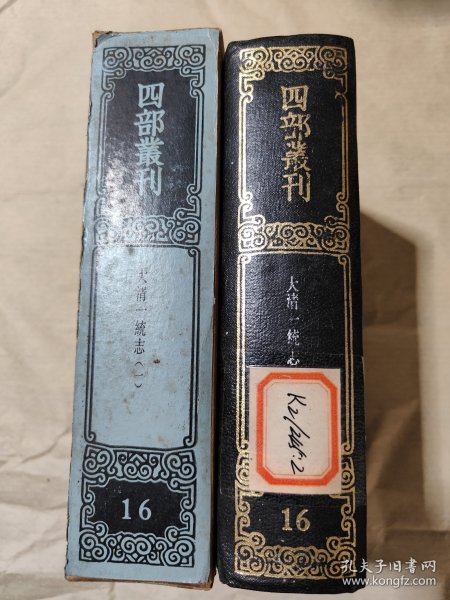 四部叢刊
大清一統志(一)
16
四部叢刊
大清一統志
16
孔夫子旧书网
www.kongfz.com